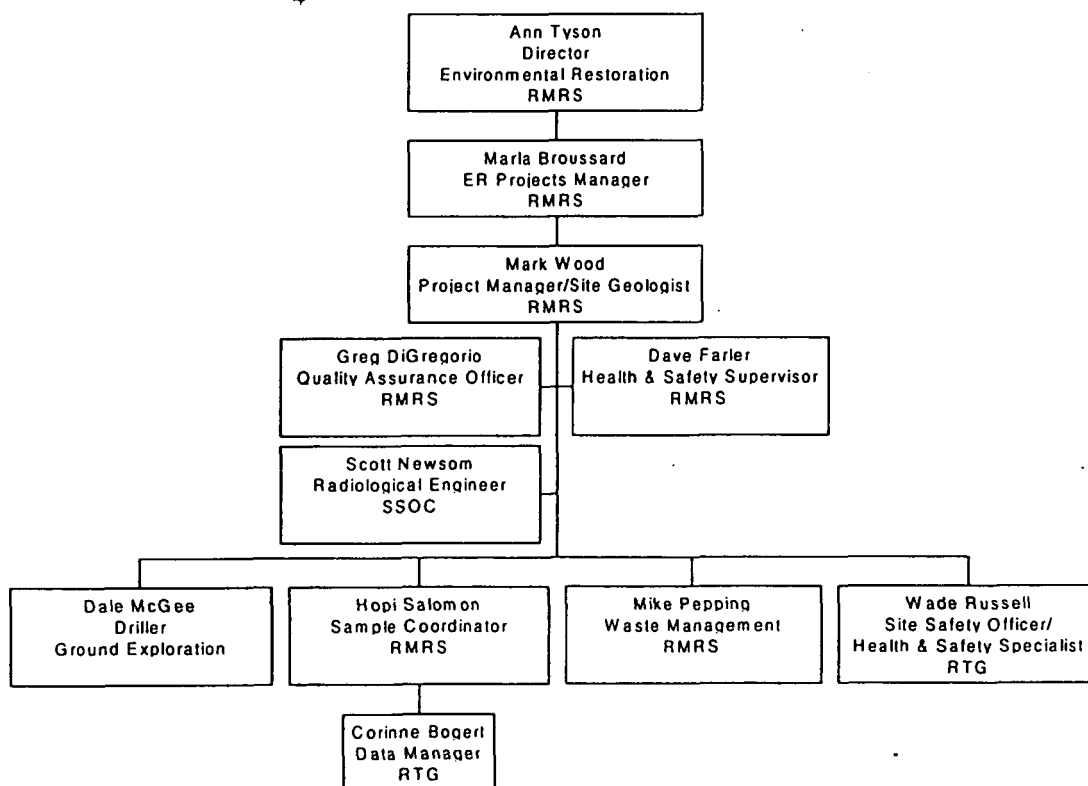 Ann Tyson
Director
Environmental Restoration
RMRS
Marla Broussard
ER Projects Manager
RMRS
Mark Wood
Project Manager/Site Geologist
RMRS
Greg DiGregorio
Quality Assurance Officer
RMRS
Dave Farler
Health & Safety Supervisor
RMRS
Scott Newsom
Radiological Engineer
SSOC
Dale McGee
Driller
Ground Exploration
Hopi Salomon
Sample Coordinator
RMRS
Mike Pepping
Waste Management
RMRS
Wade Russell
Site Safety Officer/
Health & Safety Specialist
RTG
Corinne Bogert
Data Manager
RTG